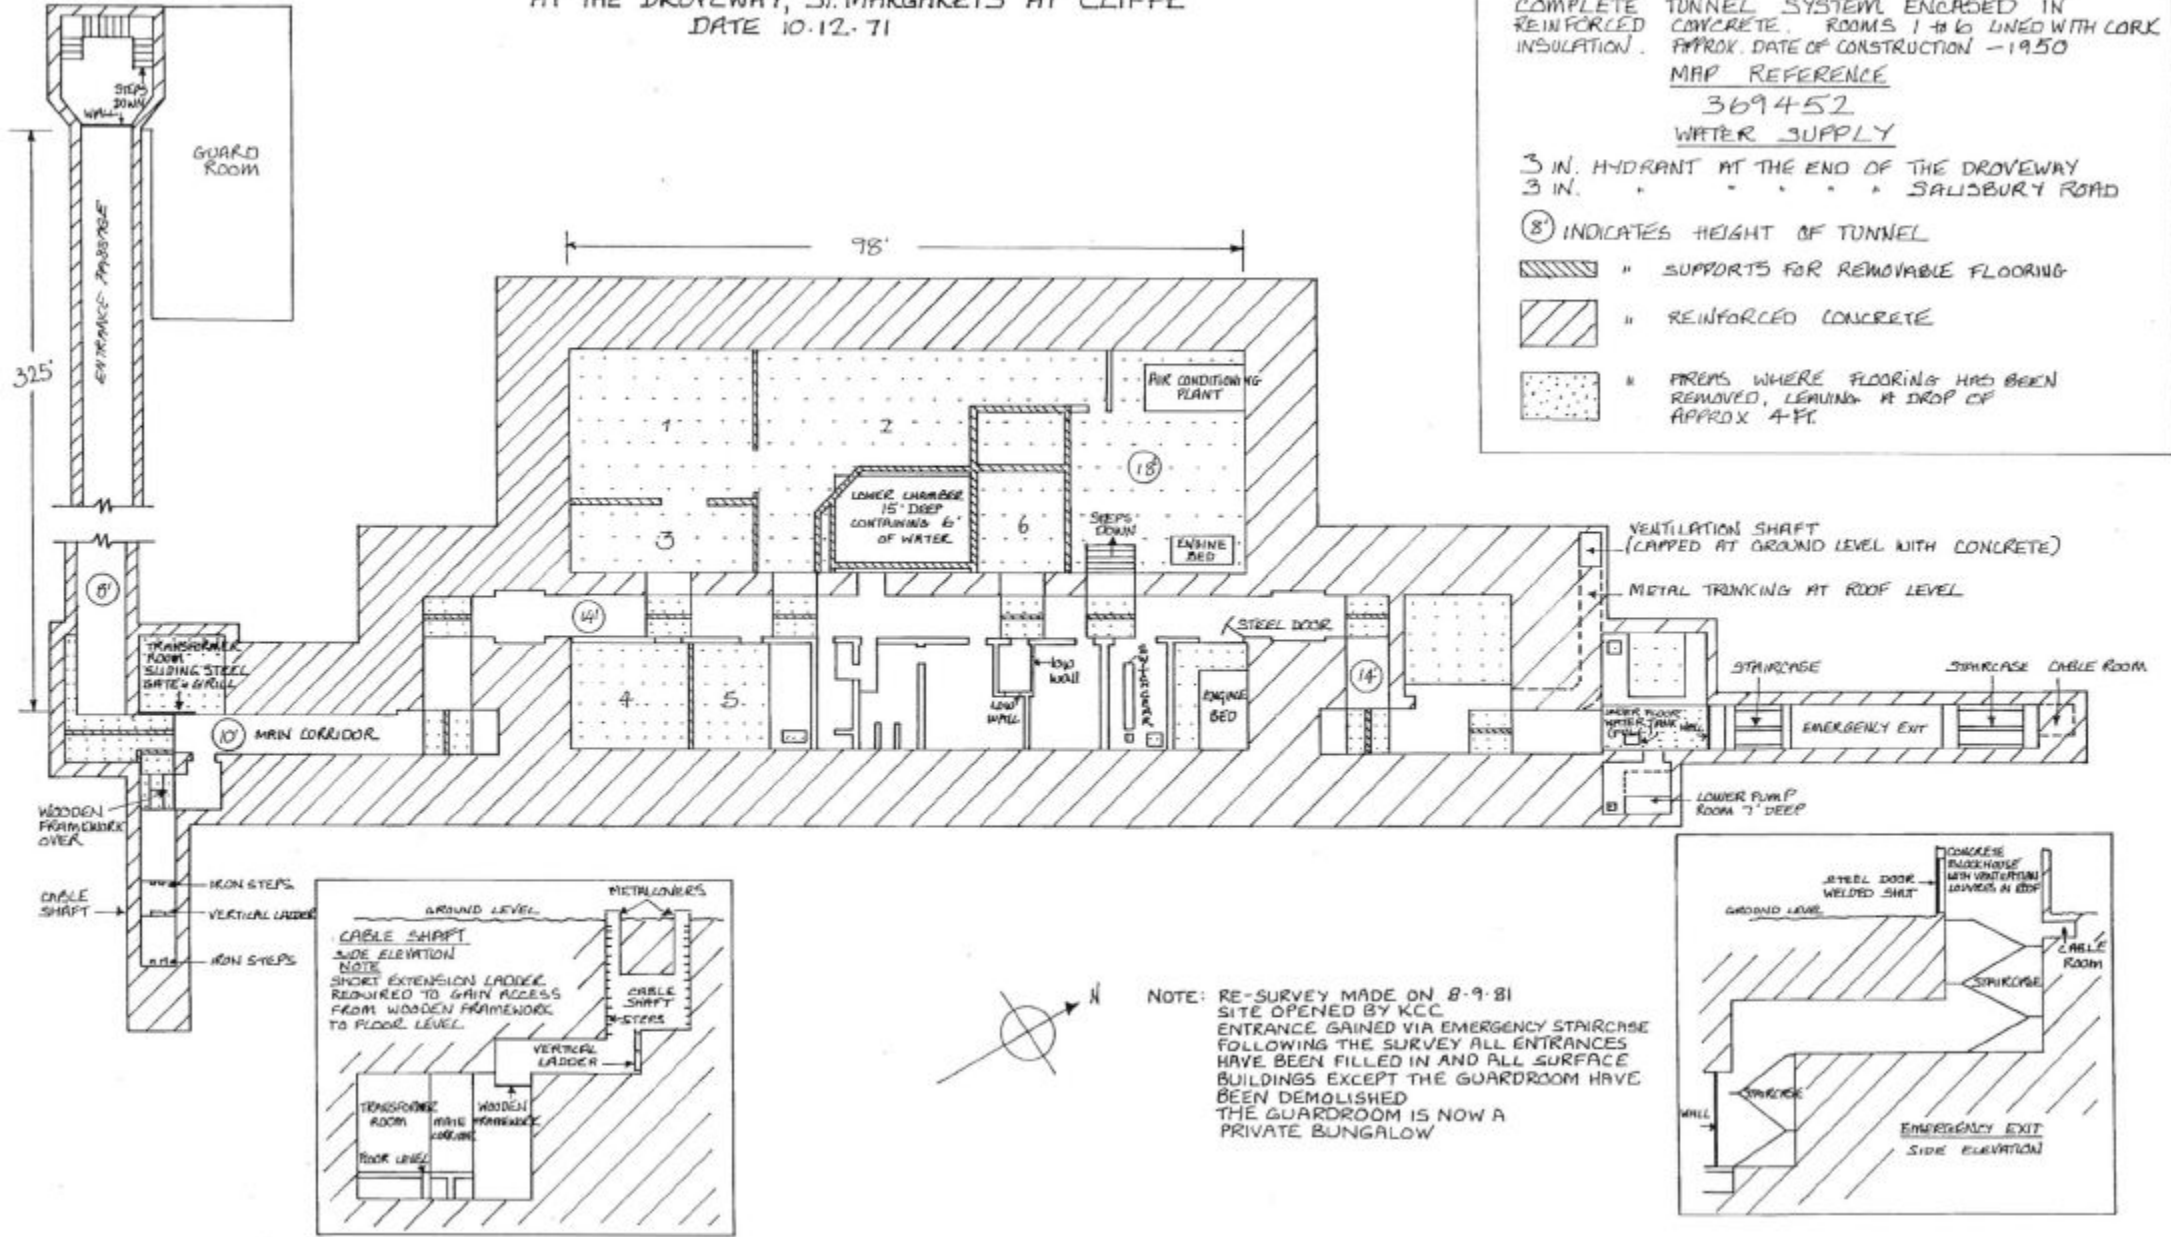 AT THE DROVEWAY, ST. MARGARETS AT CLIFFE
DATE 10.12.71
COMPLETE TUNNEL SYSTEM ENCASED IN
REINFORCED CONCRETE. ROOMS 1 to 6 LINED WITH CORK
INSULATION. APPROX. DATE OF CONSTRUCTION - 1950
MAP REFERENCE
369452
WATER SUPPLY
3 IN. HYDRANT AT THE END OF THE DROVEWAY
3 IN. " " " " " SALISBURY ROAD
8' INDICATES HEIGHT OF TUNNEL
" SUPPORTS FOR REMOVABLE FLOORING
" REINFORCED CONCRETE
" AREAS WHERE FLOORING HAS BEEN
REMOVED, LEAVING A DROP OF
APPROX 4 FT.
STEPS
DOWN
WALL
GUARD
ROOM
ENTRANCE PASSAGE
325'
98'
1
2
AIR CONDITIONING
PLANT
18'
LOWER CHAMBER
15' DEEP
CONTAINING 6'
OF WATER
3
6
STEPS
DOWN
ENGINE
BED
8'
14'
STEEL DOOR
VENTILATION SHAFT
(CAPPED AT GROUND LEVEL WITH CONCRETE)
METAL TRUNKING AT ROOF LEVEL
TRANSFORMER
ROOM
SLIDING STEEL
GATE & GRILL
4
5
LOW
WALL
LOW
WALL
ENGINE
BED
14'
10' MAIN CORRIDOR
UNDER FLOOR
WATER TANK
(FULL)
WALL
STAIRCASE
EMERGENCY EXIT
STAIRCASE
CABLE ROOM
LOWER PUMP
ROOM 7' DEEP
WOODEN
FRAMEWORK
OVER
CABLE
SHAFT
IRON STEPS
VERTICAL LADDER
IRON STEPS
METAL COVERS
GROUND LEVEL
CABLE SHAFT
SIDE ELEVATION
NOTE
SHORT EXTENSION LADDER
REQUIRED TO GAIN ACCESS
FROM WOODEN FRAMEWORK
TO FLOOR LEVEL
CABLE
SHAFT
STEPS
VERTICAL
LADDER
TRANSFORMER
ROOM
MAIN
CORRIDOR
WOODEN
FRAMEWORK
FLOOR LEVEL
N
NOTE: RE-SURVEY MADE ON 8-9-81
SITE OPENED BY KCC
ENTRANCE GAINED VIA EMERGENCY STAIRCASE
FOLLOWING THE SURVEY ALL ENTRANCES
HAVE BEEN FILLED IN AND ALL SURFACE
BUILDINGS EXCEPT THE GUARDROOM HAVE
BEEN DEMOLISHED
THE GUARDROOM IS NOW A
PRIVATE BUNGALOW
CONCRETE
BLOCKHOUSE
WITH VENTILATION
LOUVRES IN ROOF
STEEL DOOR
WELDED SHUT
GROUND LEVEL
CABLE
ROOM
STAIRCASE
STAIRCASE
WALL
EMERGENCY EXIT
SIDE ELEVATION